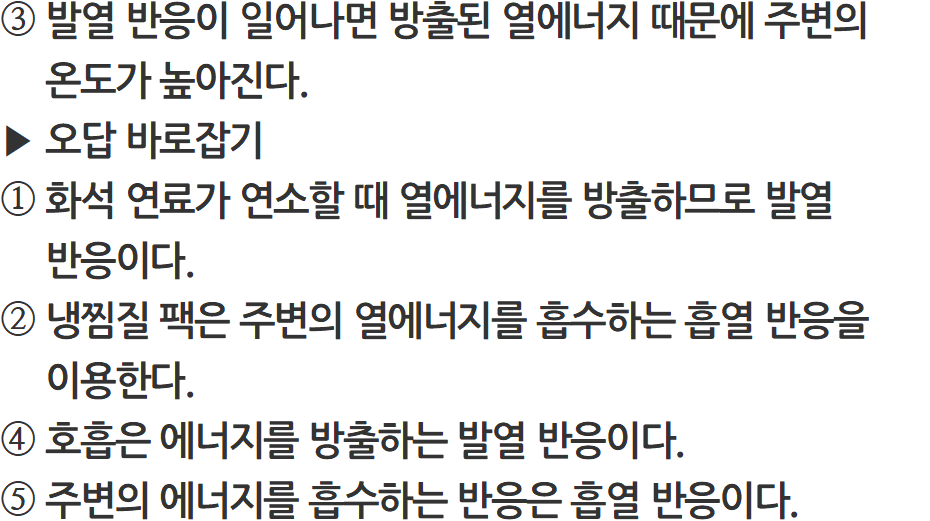 ③ 발열 반응이 일어나면 방출된 열에너지 때문에 주변의
온도가 높아진다.
▶ 오답 바로잡기
① 화석 연료가 연소할 때 열에너지를 방출하므로 발열
반응이다.
② 냉찜질 팩은 주변의 열에너지를 흡수하는 흡열 반응을
이용한다.
④ 호흡은 에너지를 방출하는 발열 반응이다.
⑤ 주변의 에너지를 흡수하는 반응은 흡열 반응이다.